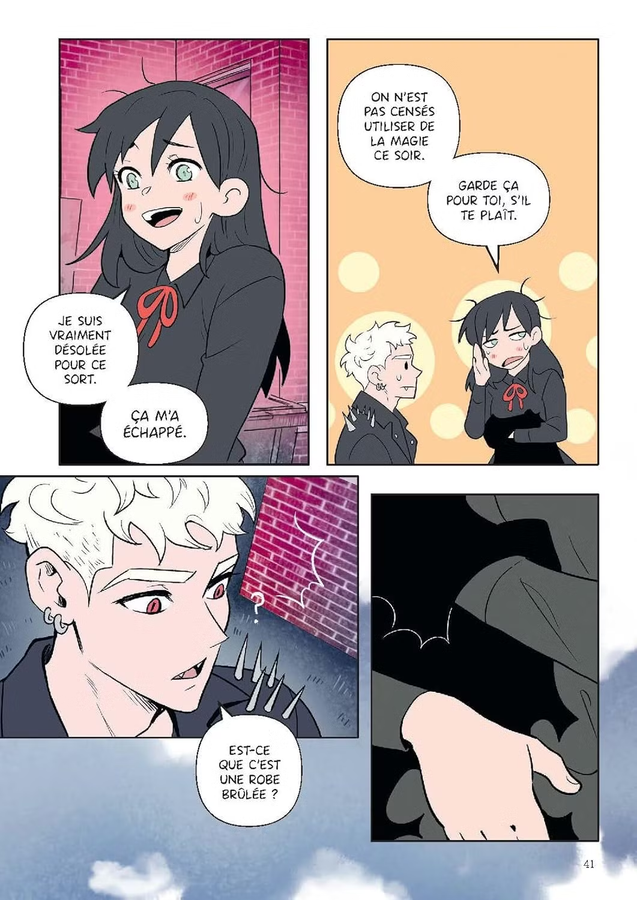 JE SUIS
VRAIMENT
DÉSOLÉE
POUR CE
SORT.
ÇA M'A
ÉCHAPPÉ.
ON N'EST
PAS CENSÉS
UTILISER DE
LA MAGIE
CE SOIR.
GARDE ÇA
POUR TOI, S'IL
TE PLAÎT.
?
EST-CE
QUE C'EST
UNE ROBE
BRÛLÉE ?
41